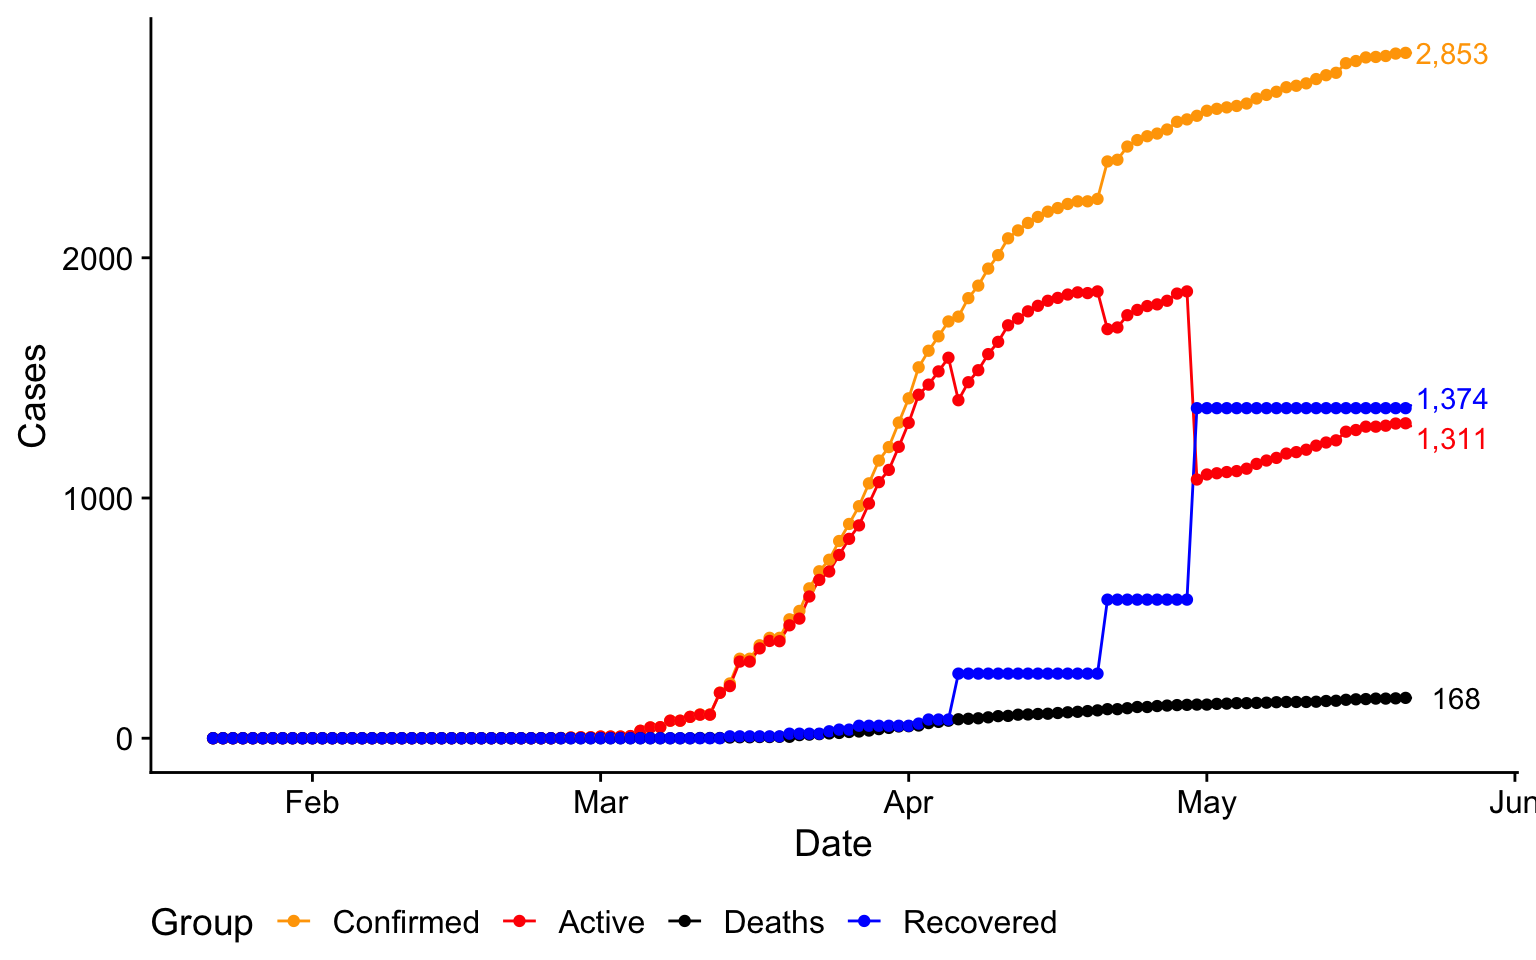 2,853
2000
Cases
1,374
1,311
1000
168
0
Feb Mar Apr May Jun
Date
Group Confirmed Active Deaths Recovered